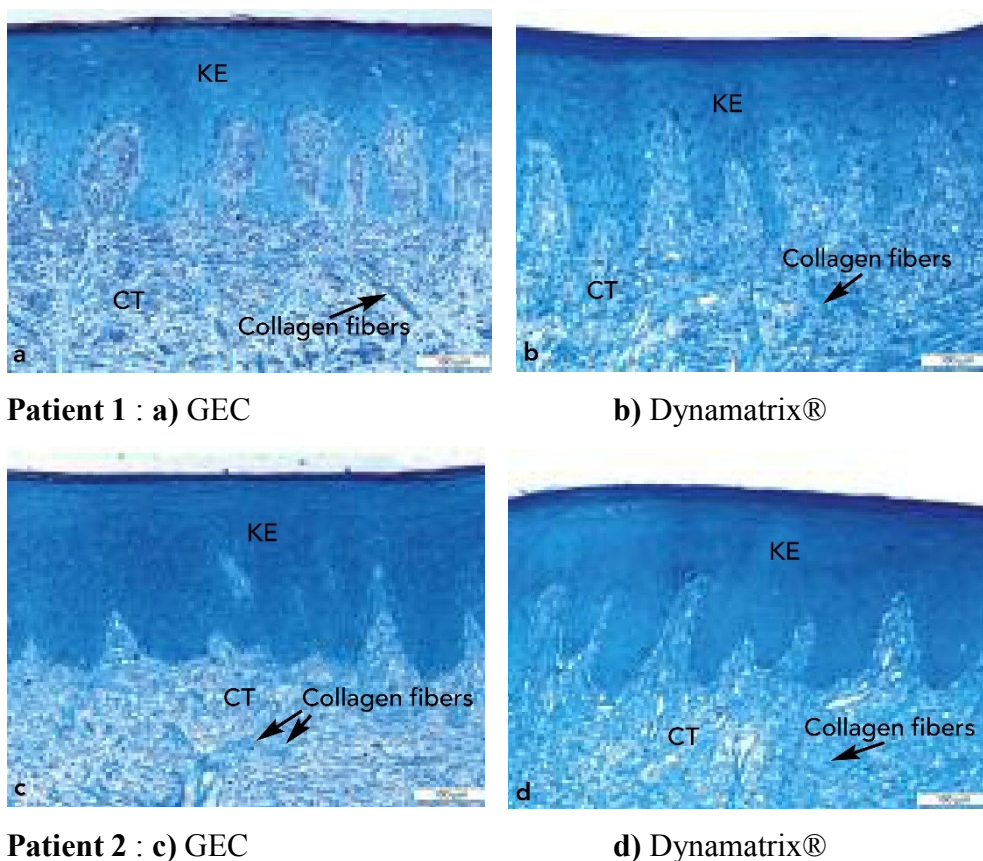 KE
KE
CT
Collagen fibers
CT
Collagen fibers
a
b
Patient 1 : a) GEC
b) Dynamatrix®
KE
KE
CT
Collagen fibers
CT
Collagen fibers
c
d
Patient 2 : c) GEC
d) Dynamatrix®